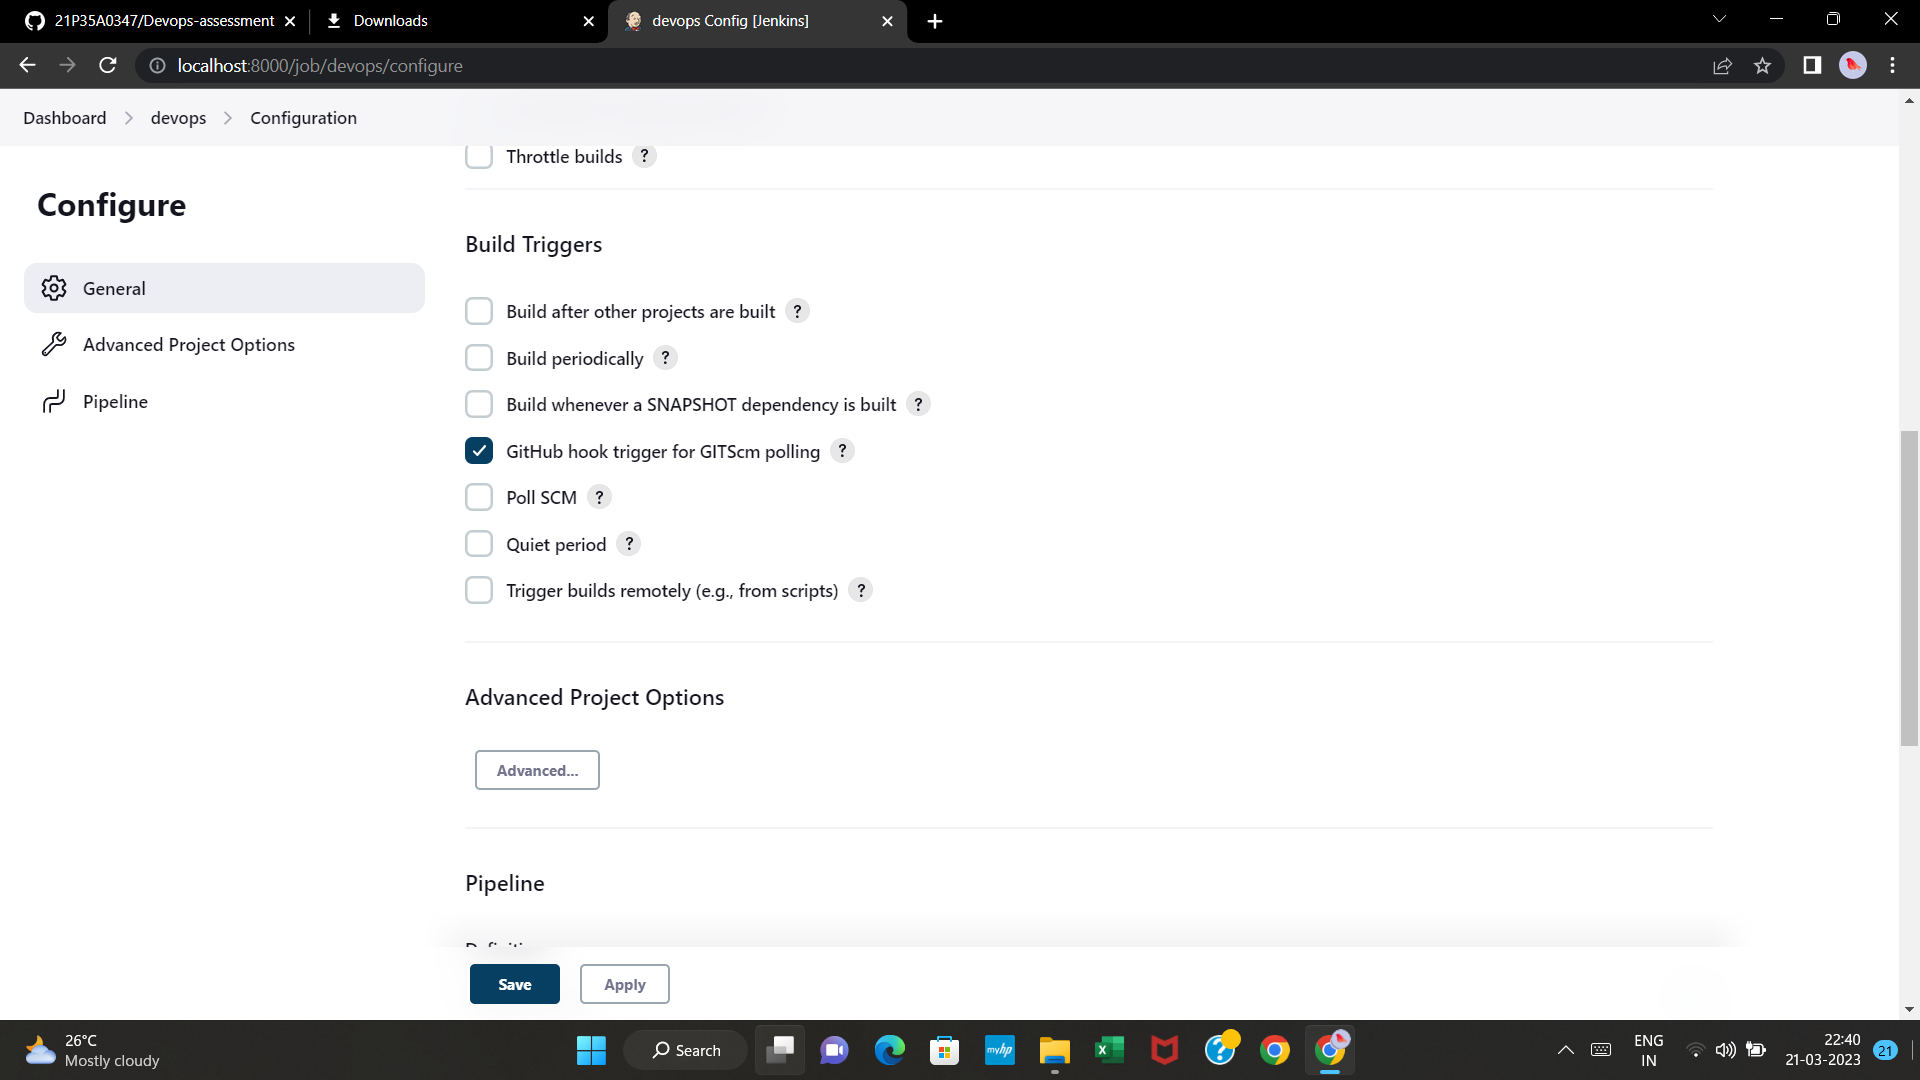 21P35A0347/Devops-assessment
Downloads
devops Config [Jenkins]
localhost:8000/job/devops/configure
Dashboard
devops
Configuration
Throttle builds ?
Configure
General
Advanced Project Options
Pipeline
Build Triggers
Build after other projects are built ?
Build periodically ?
Build whenever a SNAPSHOT dependency is built ?
GitHub hook trigger for GITScm polling ?
Poll SCM ?
Quiet period ?
Trigger builds remotely (e.g., from scripts) ?
Advanced Project Options
Advanced...
Pipeline
Save
Apply
26°C
Mostly cloudy
Search
myhp
ENG
IN
22:40
21-03-2023
21